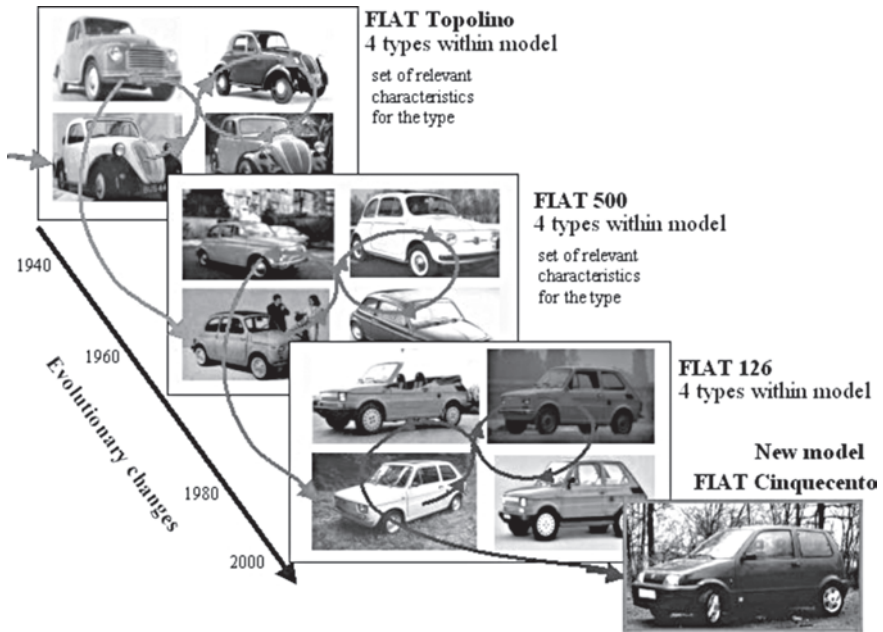 FIAT Topolino
4 types within model
set of relevant
characteristics
for the type
FIAT 500
4 types within model
set of relevant
characteristics
for the type
FIAT 126
4 types within model
New model
FIAT Cinquecento
1940
1960
1980
2000
Evolutionary changes